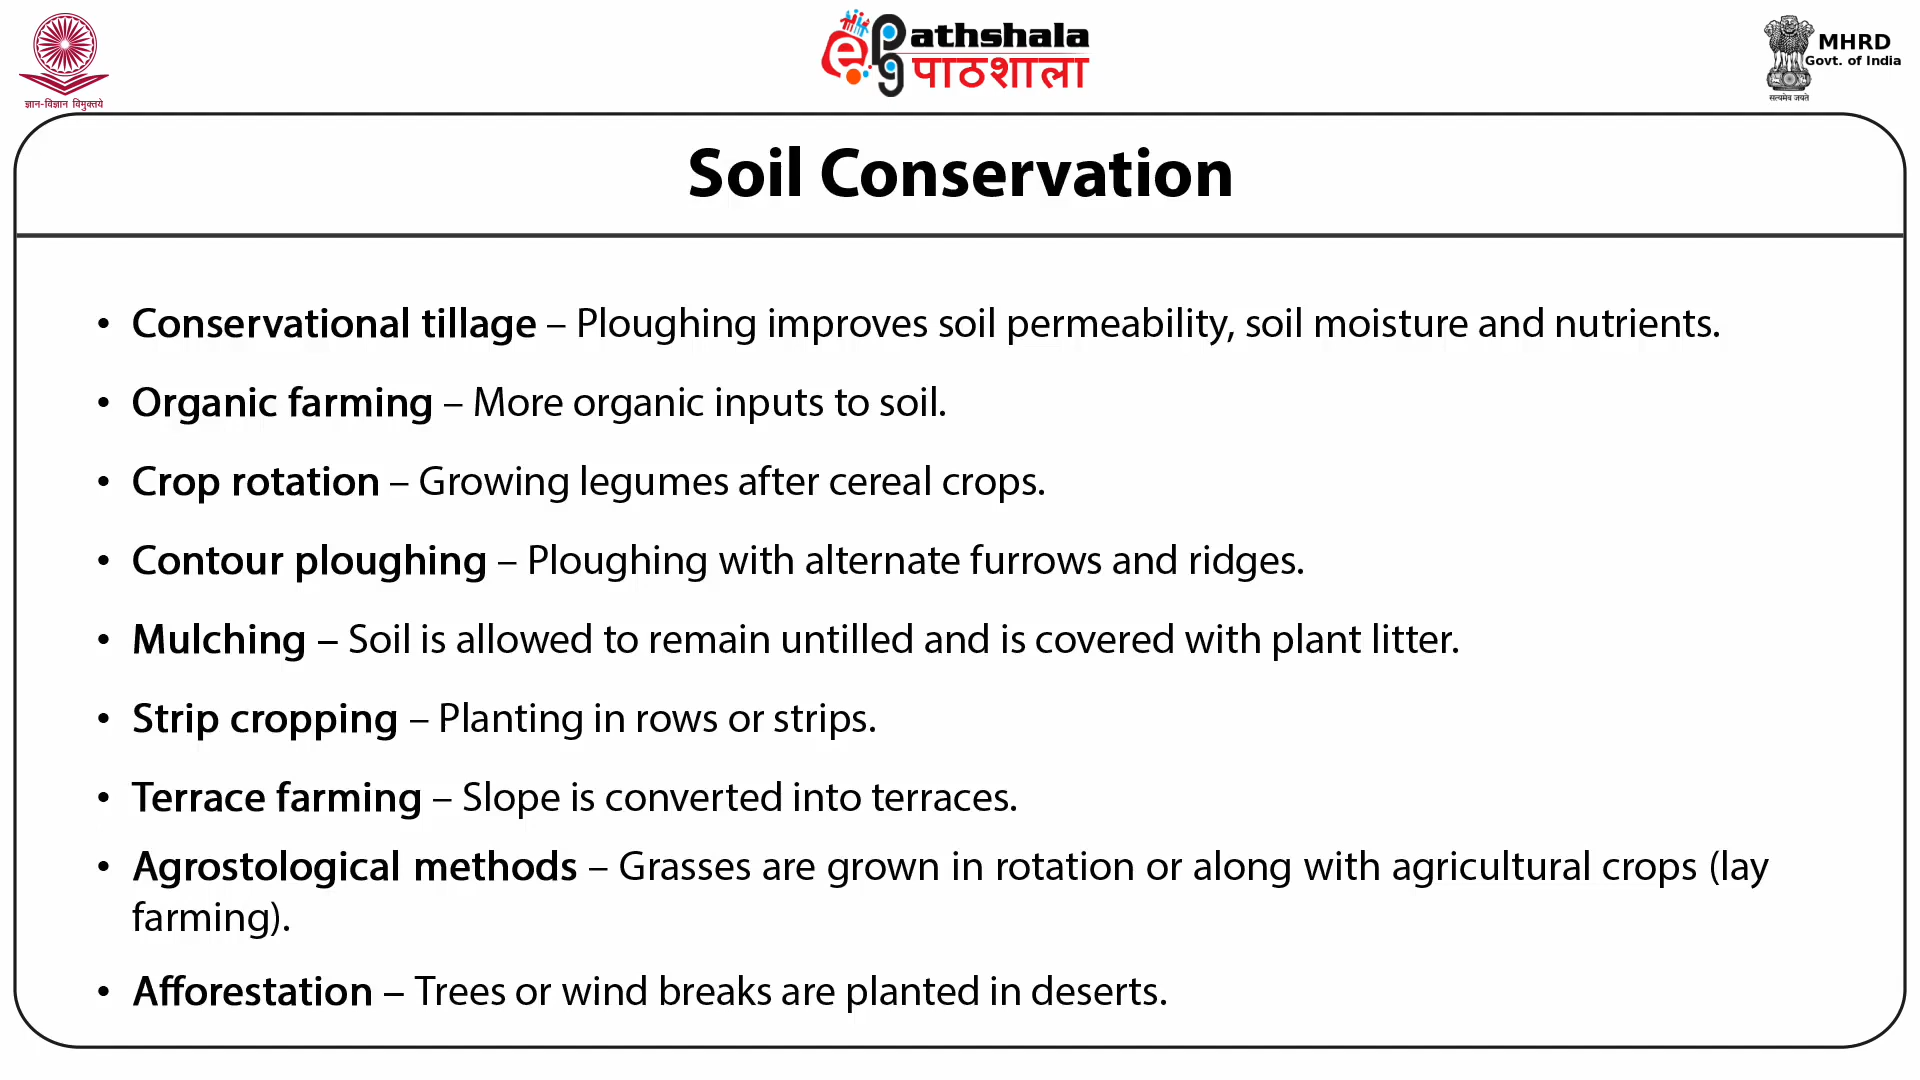 ज्ञान-विज्ञान विमुक्तये
ePathshala
पाठशाला
MHRD
Govt. of India
सत्यमेव जयते
Soil Conservation
• Conservational tillage – Ploughing improves soil permeability, soil moisture and nutrients.
• Organic farming – More organic inputs to soil.
• Crop rotation – Growing legumes after cereal crops.
• Contour ploughing – Ploughing with alternate furrows and ridges.
• Mulching – Soil is allowed to remain untilled and is covered with plant litter.
• Strip cropping – Planting in rows or strips.
• Terrace farming – Slope is converted into terraces.
• Agrostological methods – Grasses are grown in rotation or along with agricultural crops (lay
farming).
• Afforestation – Trees or wind breaks are planted in deserts.